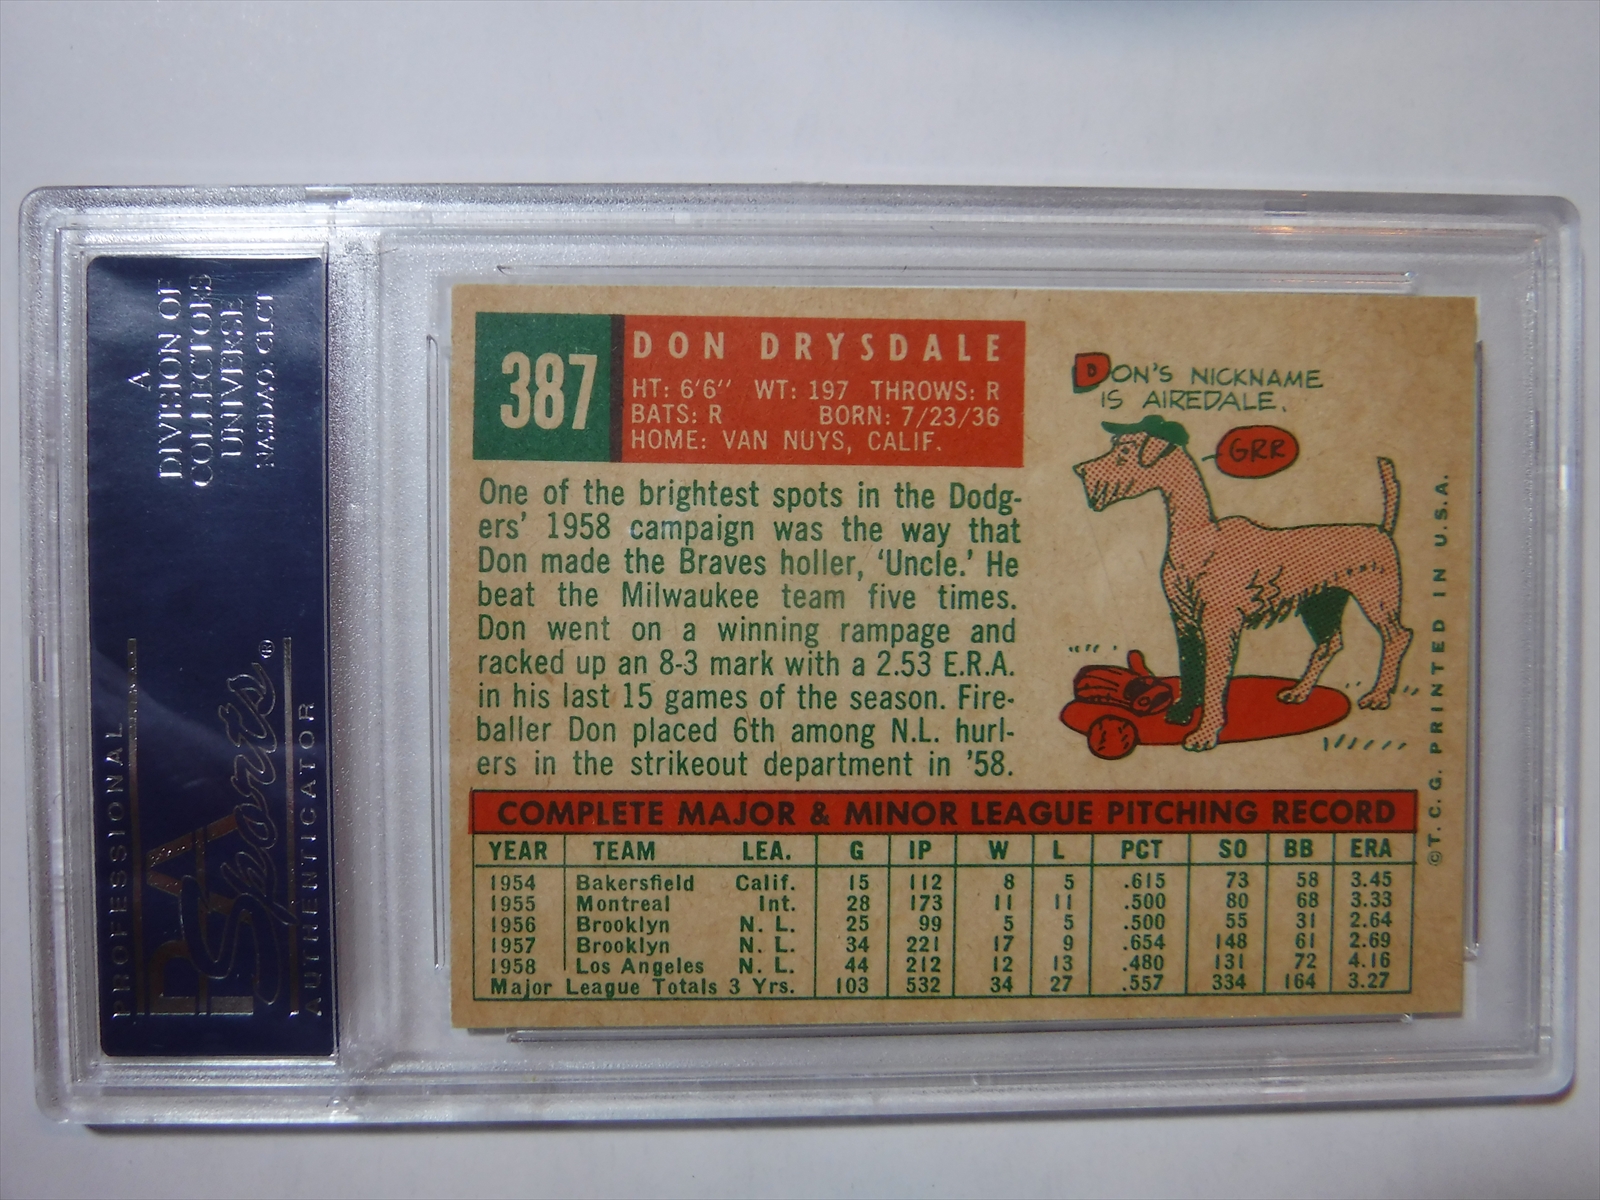 A
DIVISION OF
COLLECTORS
UNIVERSE
NASDAQ: CLCT
PROFESSIONAL
PSA
Sports®
AUTHENTICATOR
387
DON DRYSDALE
HT: 6'6" WT: 197 THROWS: R
BATS: R BORN: 7/23/36
HOME: VAN NUYS, CALIF.
DON'S NICKNAME
IS AIREDALE.
GRR
One of the brightest spots in the Dodg-
ers' 1958 campaign was the way that
Don made the Braves holler, 'Uncle.' He
beat the Milwaukee team five times.
Don went on a winning rampage and
racked up an 8-3 mark with a 2.53 E.R.A.
in his last 15 games of the season. Fire-
baller Don placed 6th among N.L. hurl-
ers in the strikeout department in '58.
COMPLETE MAJOR & MINOR LEAGUE PITCHING RECORD
YEAR TEAM LEA. G IP W L PCT SO BB ERA
1954 Bakersfield Calif. 15 112 8 5 .615 73 58 3.45
1955 Montreal Int. 28 173 11 11 .500 80 68 3.33
1956 Brooklyn N. L. 25 99 5 5 .500 55 31 2.64
1957 Brooklyn N. L. 34 221 17 9 .654 148 61 2.69
1958 Los Angeles N. L. 44 212 12 13 .480 131 72 4.16
Major League Totals 3 Yrs. 103 532 34 27 .557 334 164 3.27
©T.C.G. PRINTED IN U.S.A.